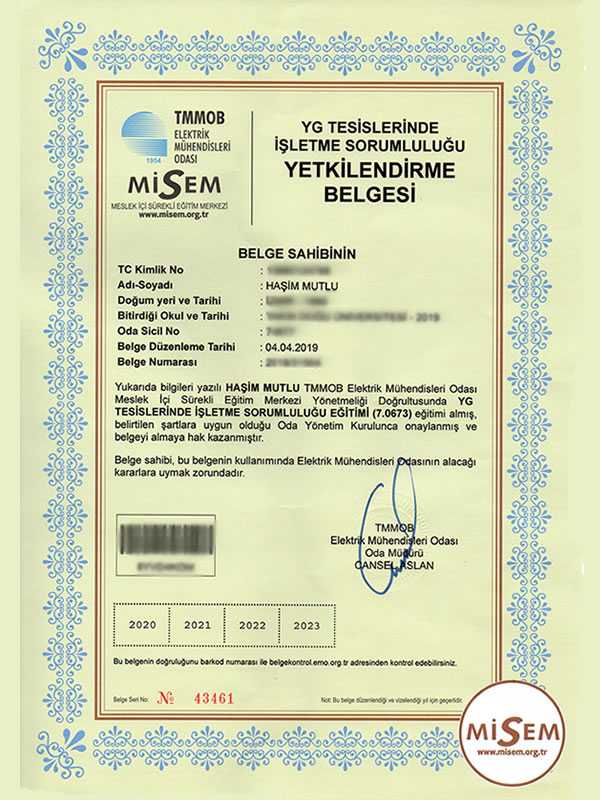 TMMOB
ELEKTRİK
MÜHENDİSLERİ
ODASI
1954
MİSEM
MESLEK İÇİ SÜREKLİ EĞİTİM MERKEZİ
www.misem.org.tr
YG TESİSLERİNDE
İŞLETME SORUMLULUĞU
YETKİLENDİRME
BELGESİ
BELGE SAHİBİNİN
TC Kimlik No :
Adı-Soyadı : HAŞİM MUTLU
Doğum yeri ve Tarihi :
Bitirdiği Okul ve Tarihi :
Oda Sicil No :
Belge Düzenleme Tarihi : 04.04.2019
Belge Numarası :
Yukarıda bilgileri yazılı HAŞİM MUTLU TMMOB Elektrik Mühendisleri Odası
Meslek İçi Sürekli Eğitim Merkezi Yönetmeliği Doğrultusunda YG
TESİSLERİNDE İŞLETME SORUMLULUĞU EĞİTİMİ (7.0673) eğitimi almış,
belirtilen şartlara uygun olduğu Oda Yönetim Kurulunca onaylanmış ve
belgeyi almaya hak kazanmıştır.
Belge sahibi, bu belgenin kullanımında Elektrik Mühendisleri Odasının alacağı
kararlara uymak zorundadır.
TMMOB
Elektrik Mühendisleri Odası
Oda Müdürü
CANSEL ASLAN
2020 2021 2022 2023
Bu belgenin doğruluğunu barkod numarası ile belgekontrol.emo.org.tr adresinden kontrol edebilirsiniz.
Belge Seri No: № 43461
Not: Bu belge düzenlendiği ve vizelendiği yıl için geçerlidir.
MİSEM
www.misem.org.tr